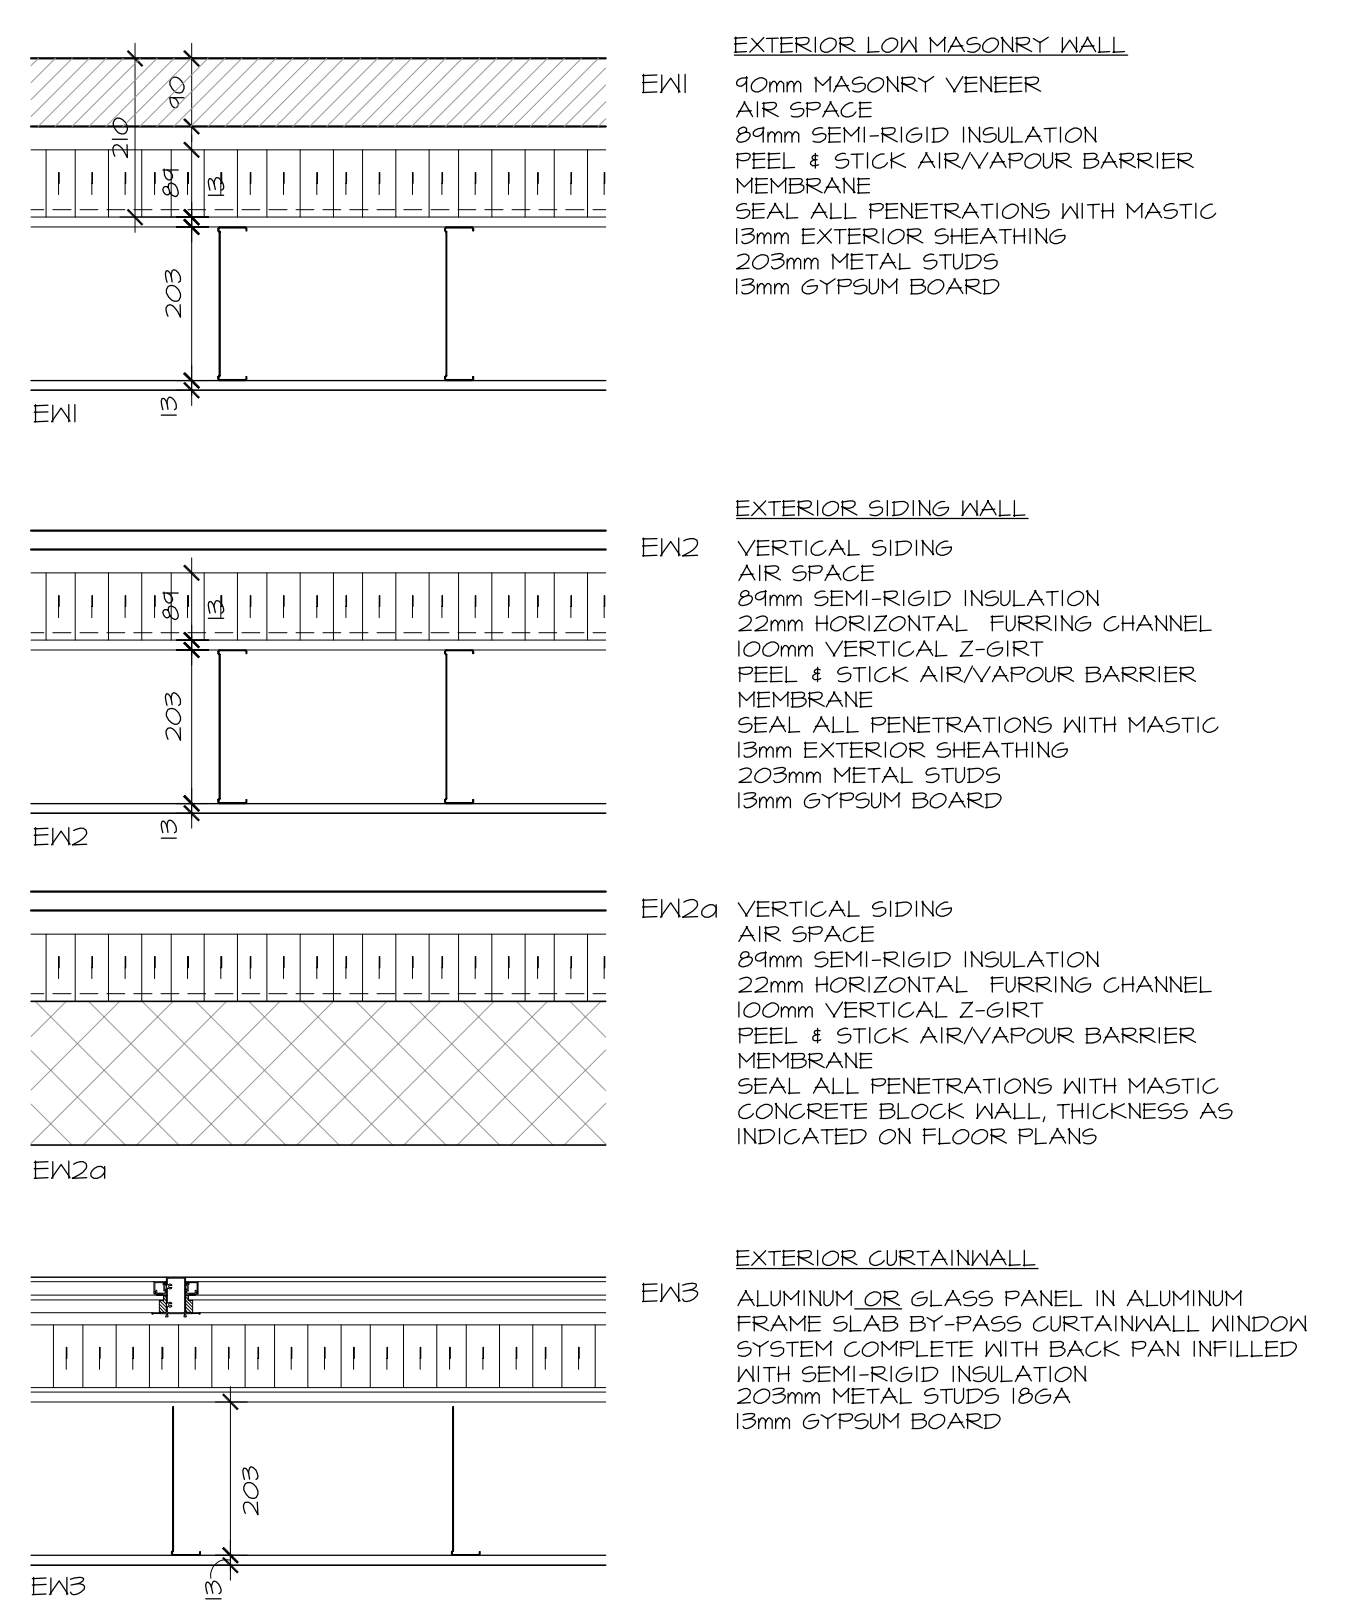 EXTERIOR LOW MASONRY WALL
EW1
90mm MASONRY VENEER
AIR SPACE
89mm SEMI-RIGID INSULATION
PEEL & STICK AIR/VAPOUR BARRIER
MEMBRANE
SEAL ALL PENETRATIONS WITH MASTIC
13mm EXTERIOR SHEATHING
203mm METAL STUDS
13mm GYPSUM BOARD
90
210
89
13
203
13
EW1
EXTERIOR SIDING WALL
EW2
VERTICAL SIDING
AIR SPACE
89mm SEMI-RIGID INSULATION
22mm HORIZONTAL FURRING CHANNEL
100mm VERTICAL Z-GIRT
PEEL & STICK AIR/VAPOUR BARRIER
MEMBRANE
SEAL ALL PENETRATIONS WITH MASTIC
13mm EXTERIOR SHEATHING
203mm METAL STUDS
13mm GYPSUM BOARD
89
13
203
13
EW2
EW2a
VERTICAL SIDING
AIR SPACE
89mm SEMI-RIGID INSULATION
22mm HORIZONTAL FURRING CHANNEL
100mm VERTICAL Z-GIRT
PEEL & STICK AIR/VAPOUR BARRIER
MEMBRANE
SEAL ALL PENETRATIONS WITH MASTIC
CONCRETE BLOCK WALL, THICKNESS AS
INDICATED ON FLOOR PLANS
EW2a
EXTERIOR CURTAINWALL
EW3
ALUMINUM OR GLASS PANEL IN ALUMINUM
FRAME SLAB BY-PASS CURTAINWALL WINDOW
SYSTEM COMPLETE WITH BACK PAN INFILLED
WITH SEMI-RIGID INSULATION
203mm METAL STUDS 18GA
13mm GYPSUM BOARD
203
13
EW3